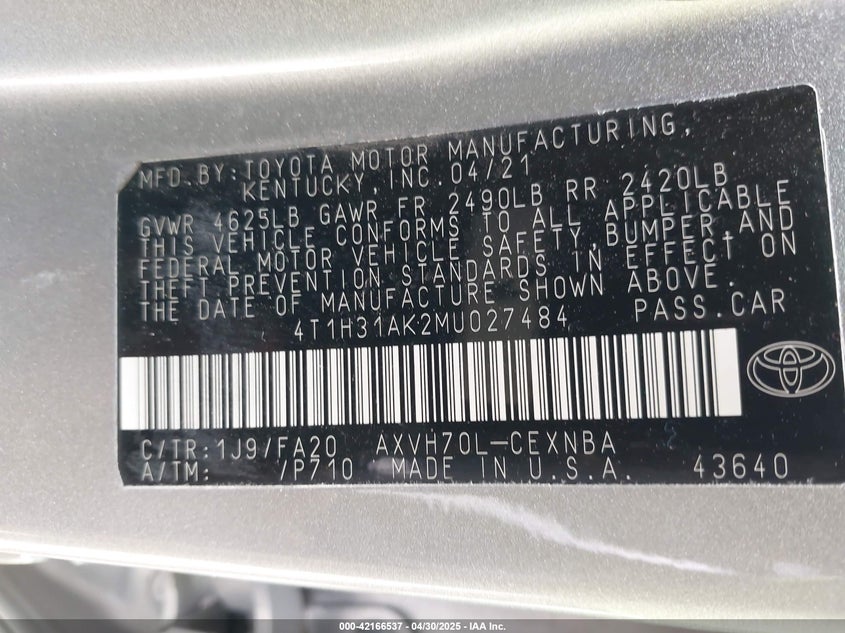 MFD.BY:TOYOTA MOTOR MANUFACTURING,
KENTUCKY,INC.04/21
GVWR 4625LB GAWR FR 2490LB RR 2420LB
THIS VEHICLE CONFORMS TO ALL APPLICABLE
FEDERAL MOTOR VEHICLE SAFETY,BUMPER,AND
THEFT PREVENTION STANDARDS IN EFFECT ON
THE DATE OF MANUFACTURE SHOWN ABOVE.
4T1H31AK2MU027484 PASS.CAR
C/TR:1J9/FA20 AXVH70L-CEXNBA
A/TM: /P710 MADE IN U.S.A. 43640
000-42166537 - 04/30/2025 - IAA Inc.